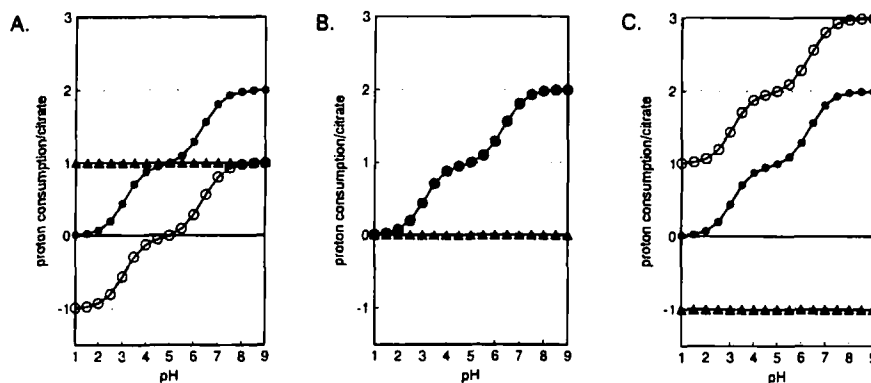 A.
proton consumption/citrate
3
2
1
0
-1
1 2 3 4 5 6 7 8 9
pH
B.
proton consumption/citrate
3
2
1
0
-1
1 2 3 4 5 6 7 8 9
pH
C.
proton consumption/citrate
3
2
1
0
-1
1 2 3 4 5 6 7 8 9
pH